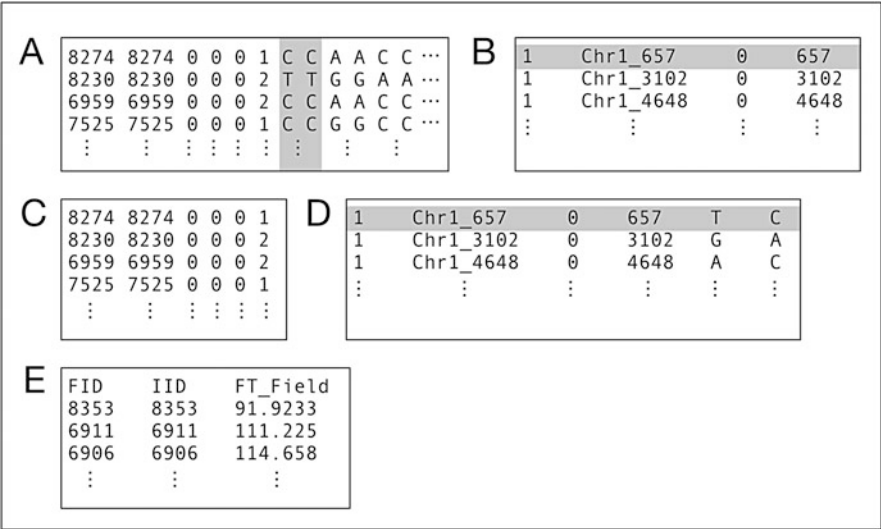 A
8274 8274 0 0 0 1 C C A A C C ⋯
8230 8230 0 0 0 2 T T G G A A ⋯
6959 6959 0 0 0 2 C C A A C C ⋯
7525 7525 0 0 0 1 C C G G C C ⋯
⋮ ⋮ ⋮ ⋮ ⋮ ⋮ ⋮ ⋮ ⋮
B
1 Chr1_657 0 657
1 Chr1_3102 0 3102
1 Chr1_4648 0 4648
⋮ ⋮ ⋮ ⋮
C
8274 8274 0 0 0 1
8230 8230 0 0 0 2
6959 6959 0 0 0 2
7525 7525 0 0 0 1
⋮ ⋮ ⋮ ⋮ ⋮ ⋮
D
1 Chr1_657 0 657 T C
1 Chr1_3102 0 3102 G A
1 Chr1_4648 0 4648 A C
⋮ ⋮ ⋮ ⋮ ⋮ ⋮
E
FID IID FT_Field
8353 8353 91.9233
6911 6911 111.225
6906 6906 114.658
⋮ ⋮ ⋮